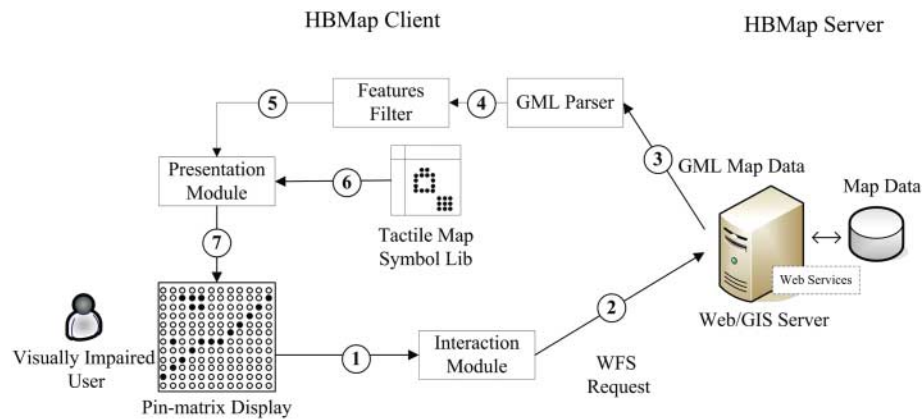 HBMap Client
HBMap Server
Features
Filter
GML Parser
5
4
3
GML Map Data
Map Data
Presentation
Module
6
Tactile Map
Symbol Lib
7
Web Services
Web/GIS Server
2
WFS
Request
Visually Impaired
User
1
Interaction
Module
Pin-matrix Display